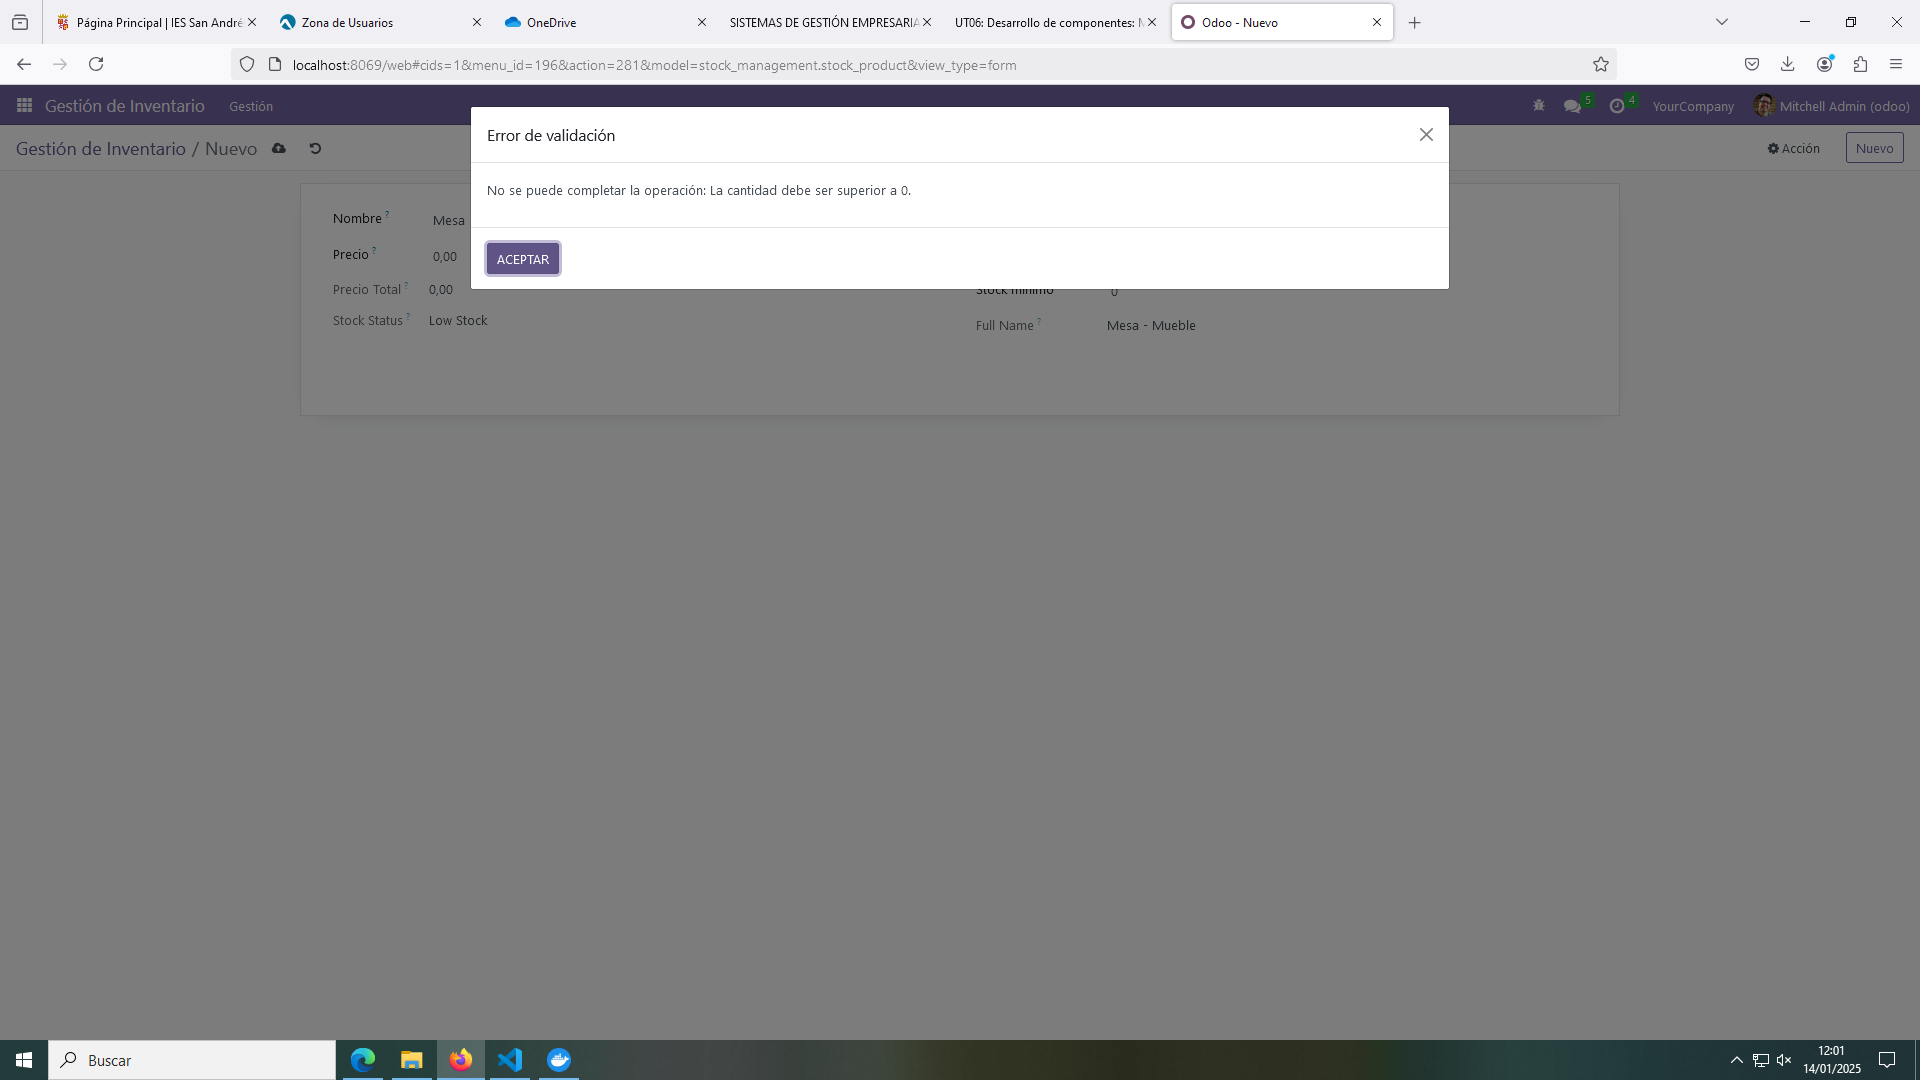 Página Principal | IES San André
Zona de Usuarios
OneDrive
SISTEMAS DE GESTIÓN EMPRESARIA
UT06: Desarrollo de componentes: M
Odoo - Nuevo
localhost:8069/web#cids=1&menu_id=196&action=281&model=stock_management.stock_product&view_type=form
Gestión de Inventario
Gestión
5
4
YourCompany
Mitchell Admin (odoo)
Gestión de Inventario / Nuevo
Acción
Nuevo
Error de validación
No se puede completar la operación: La cantidad debe ser superior a 0.
ACEPTAR
Nombre ?
Mesa
Precio ?
0,00
Precio Total ?
0,00
Stock mínimo
0
Stock Status ?
Low Stock
Full Name ?
Mesa - Mueble
Buscar
12:01
14/01/2025